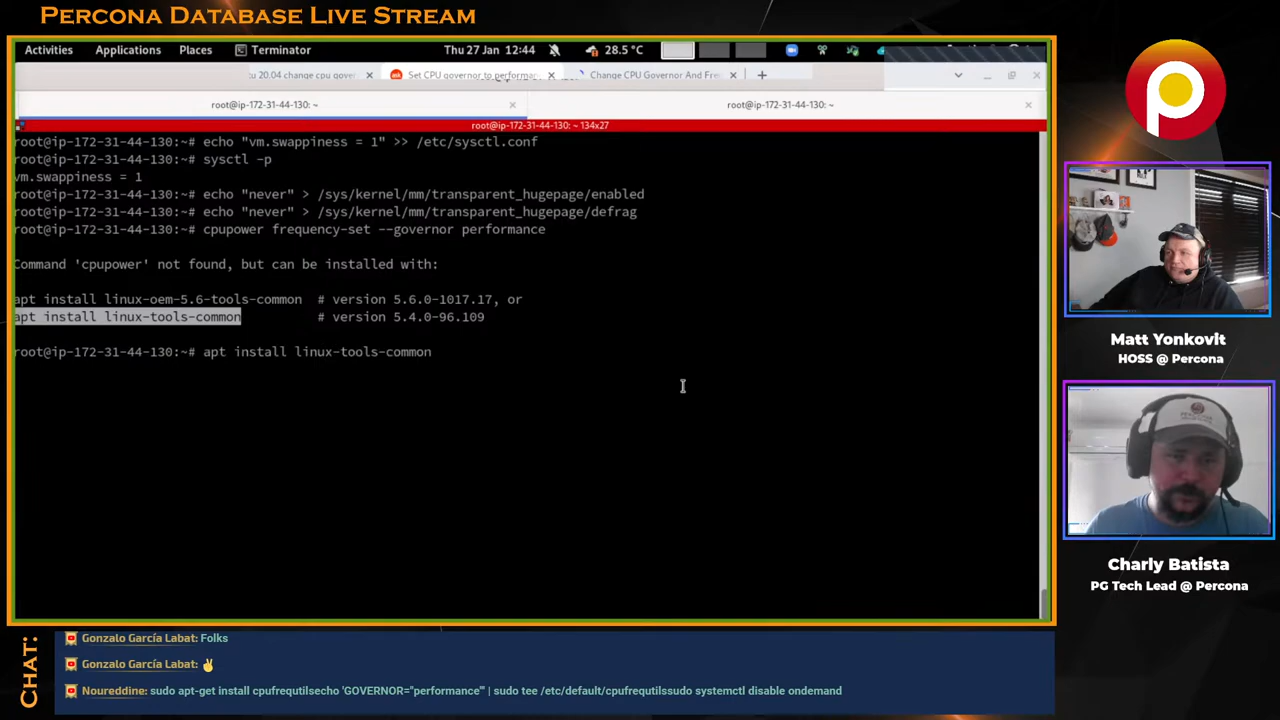 PERCONA DATABASE LIVE STREAM
Activities Applications Places Terminator Thu 27 Jan 12:44 28.5 °C
20.04 change cpu gover Set CPU governor to performa Change CPU Governor And Fre
root@ip-172-31-44-130: ~ root@ip-172-31-44-130: ~
root@ip-172-31-44-130: ~ 134x27
root@ip-172-31-44-130:~# echo "vm.swappiness = 1" >> /etc/sysctl.conf
root@ip-172-31-44-130:~# sysctl -p
vm.swappiness = 1
root@ip-172-31-44-130:~# echo "never" > /sys/kernel/mm/transparent_hugepage/enabled
root@ip-172-31-44-130:~# echo "never" > /sys/kernel/mm/transparent_hugepage/defrag
root@ip-172-31-44-130:~# cpupower frequency-set --governor performance
Command 'cpupower' not found, but can be installed with:
apt install linux-oem-5.6-tools-common # version 5.6.0-1017.17, or
apt install linux-tools-common # version 5.4.0-96.109
root@ip-172-31-44-130:~# apt install linux-tools-common
Matt Yonkovit
HOSS @ Percona
Charly Batista
PG Tech Lead @ Percona
CHAT:
Gonzalo García Labat: Folks
Gonzalo García Labat: ✌
Noureddine: sudo apt-get install cpufrequtilsecho 'GOVERNOR="performance"' | sudo tee /etc/default/cpufrequtilssudo systemctl disable ondemand